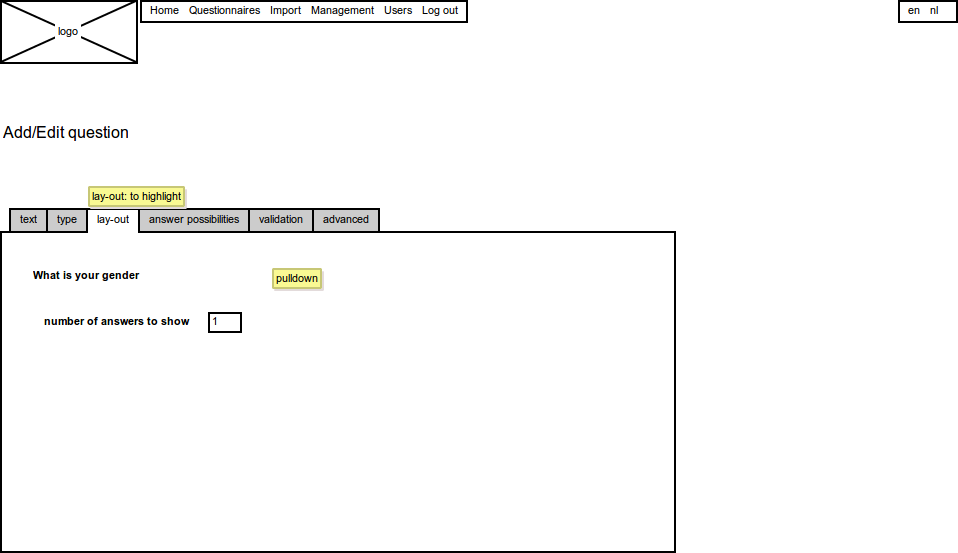 logo
Home Questionnaires Import Management Users Log out
en nl
Add/Edit question
lay-out: to highlight
text type lay-out answer possibilities validation advanced
What is your gender
pulldown
number of answers to show 1